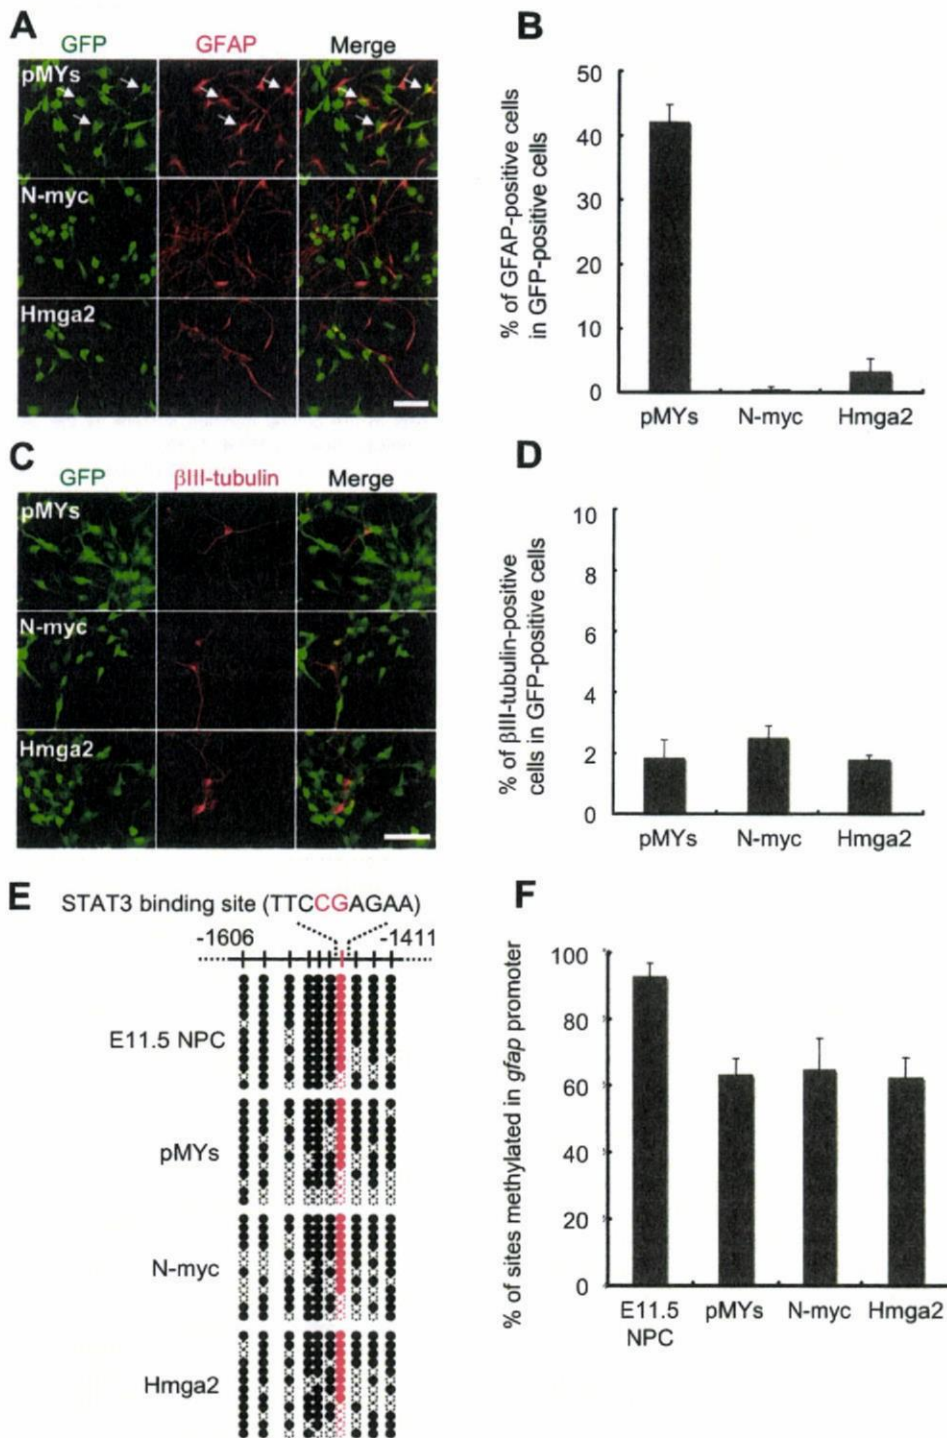 A
GFP GFAP Merge
pMYs
N-myc
Hmga2
B
% of GFAP-positive cells
in GFP-positive cells
50
40
30
20
10
0
pMYs N-myc Hmga2
C
GFP βIII-tubulin Merge
pMYs
N-myc
Hmga2
D
% of βIII-tubulin-positive
cells in GFP-positive cells
10
8
6
4
2
0
pMYs N-myc Hmga2
E
STAT3 binding site (TTCCGAGAA)
-1606 -1411
E11.5 NPC
pMYs
N-myc
Hmga2
F
% of sites methylated in gfap promoter
100
80
60
40
20
0
E11.5 pMYs N-myc Hmga2
NPC